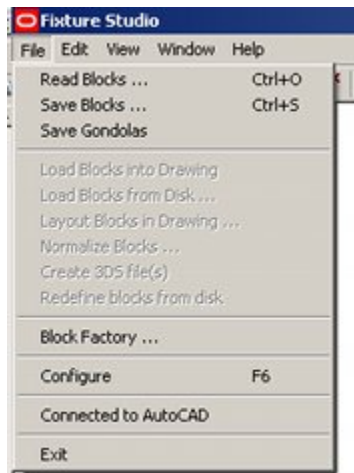 Fixture Studio
File Edit View Window Help
Read Blocks ... Ctrl+O
Save Blocks ... Ctrl+S
Save Gondolas
Load Blocks into Drawing
Load Blocks from Disk ...
Layout Blocks in Drawing ...
Normalize Blocks ...
Create 3DS file(s)
Redefine blocks from disk
Block Factory ...
Configure F6
Connected to AutoCAD
Exit